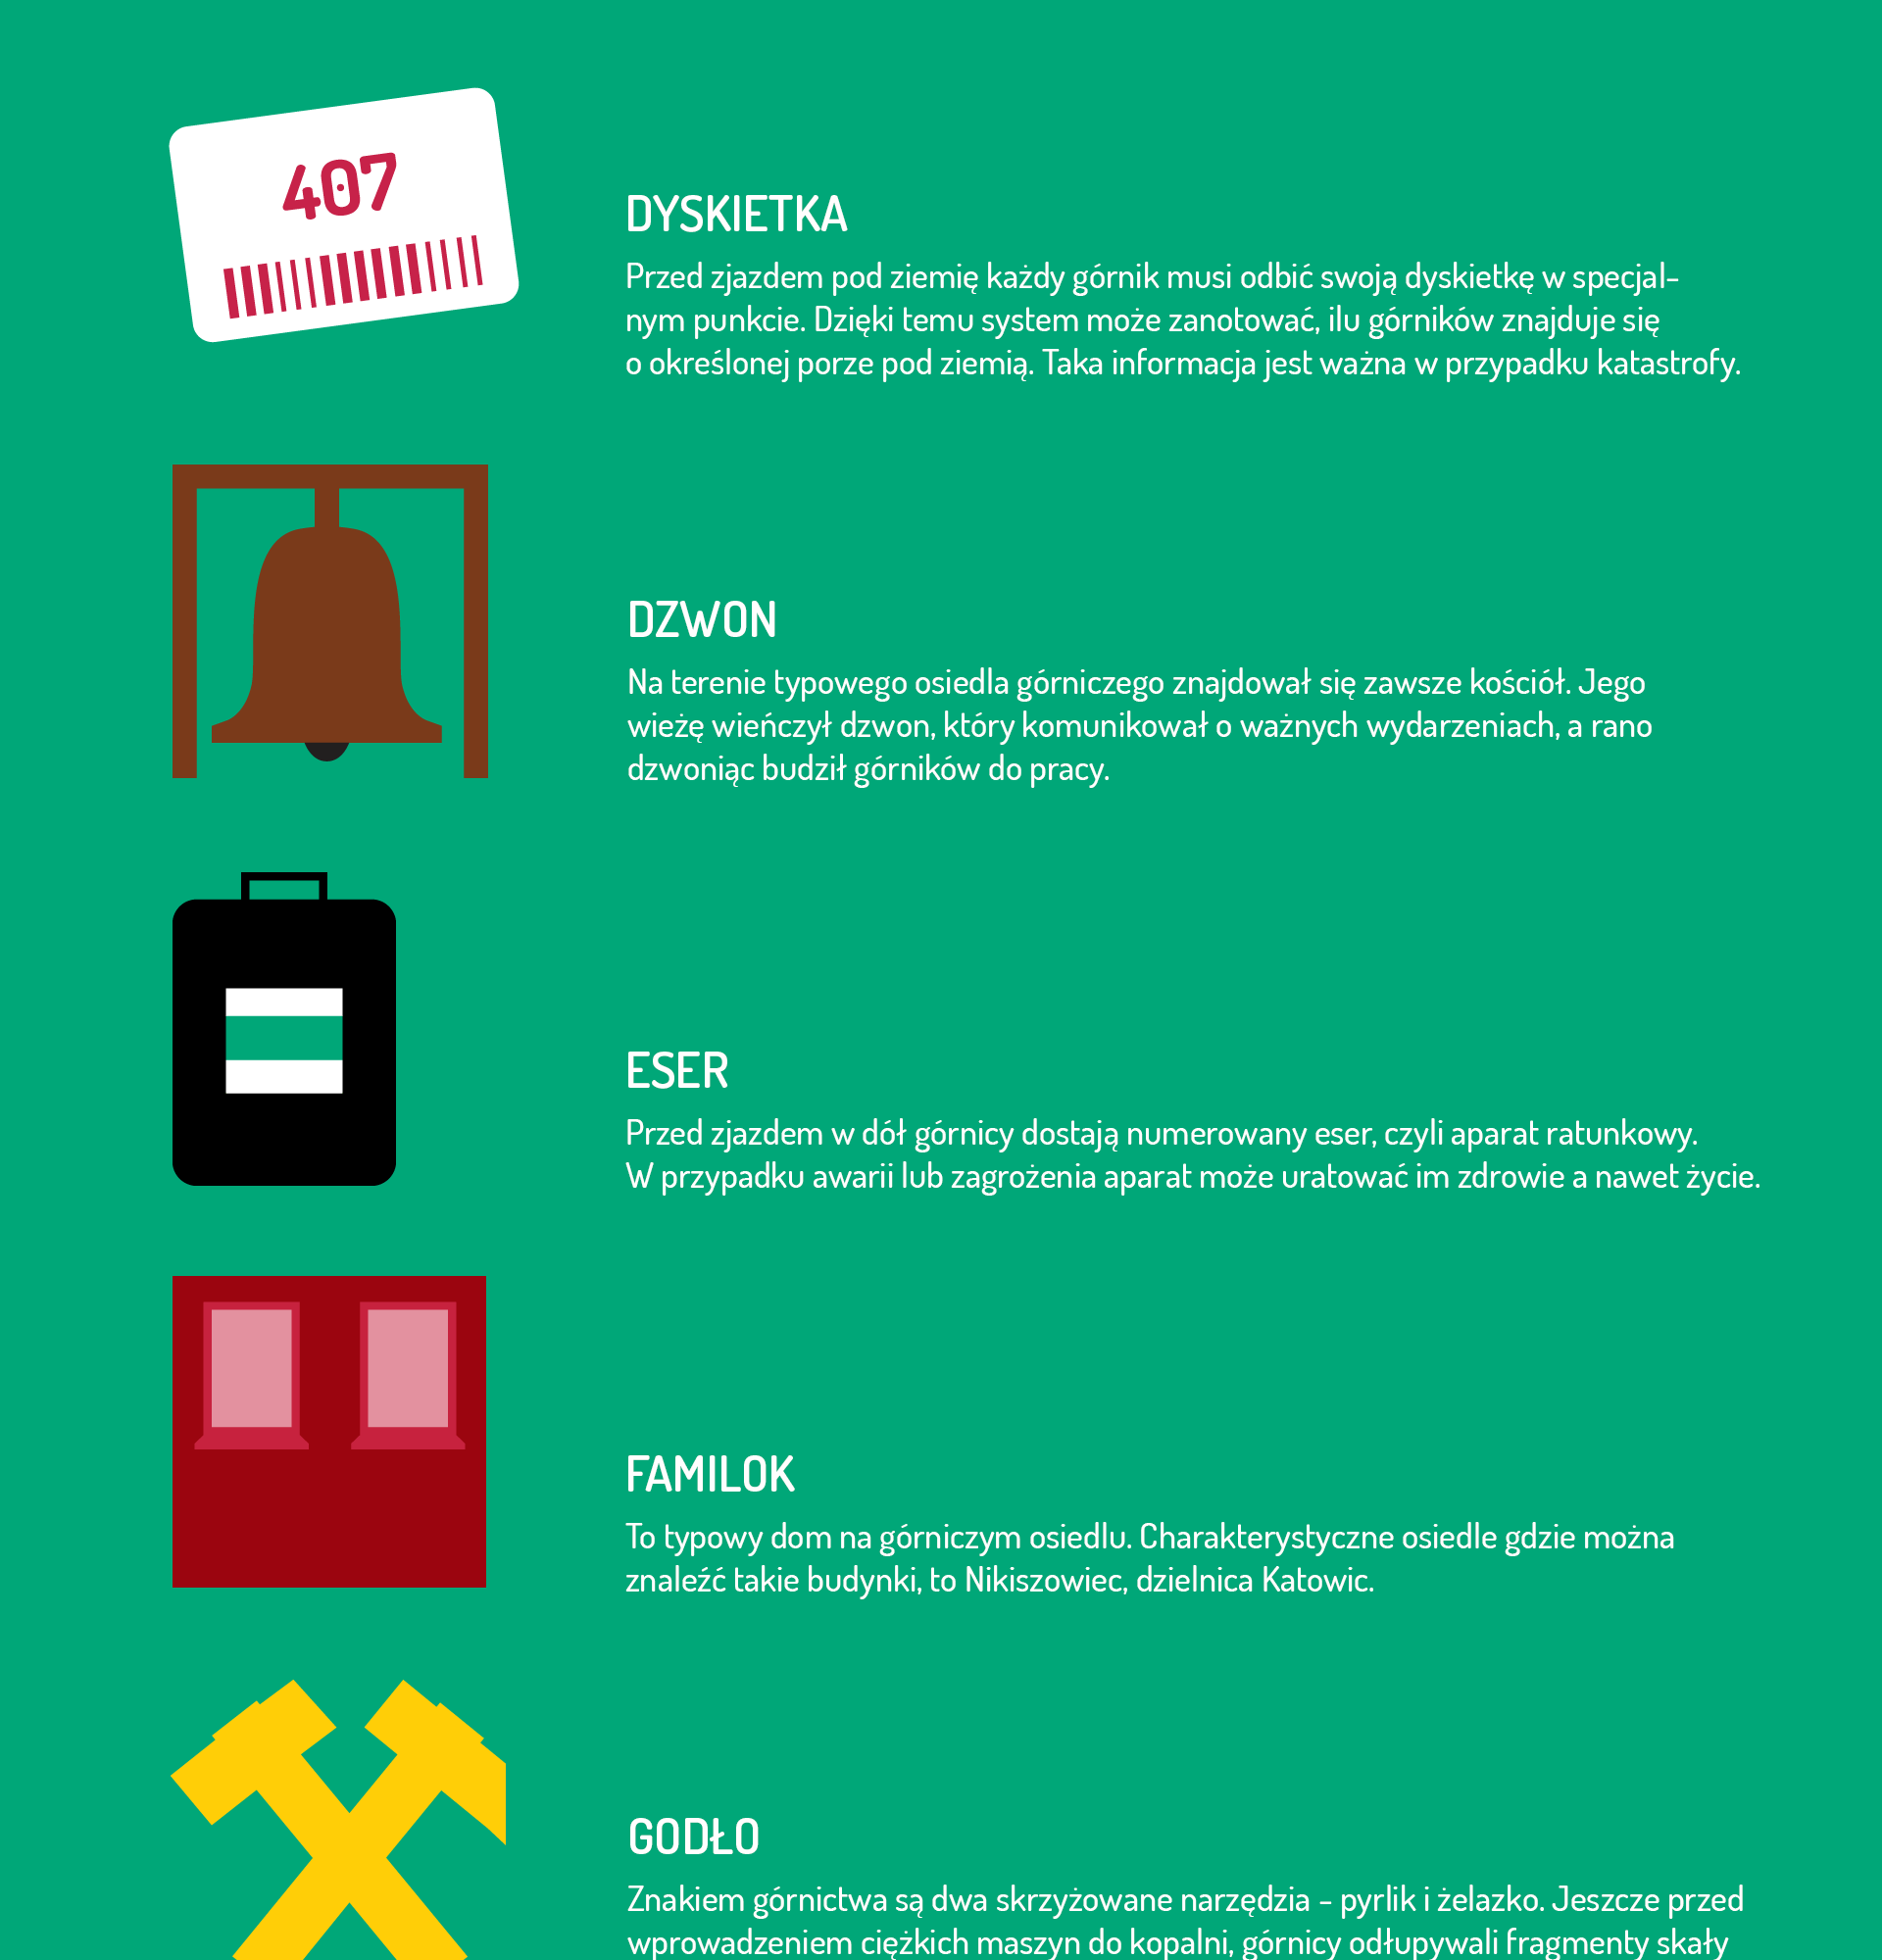 407
DYSKIETKA
Przed zjazdem pod ziemię każdy górnik musi odbić swoją dyskietkę w specjal-
nym punkcie. Dzięki temu system może zanotować, ilu górników znajduje się
o określonej porze pod ziemią. Taka informacja jest ważna w przypadku katastrofy.
DZWON
Na terenie typowego osiedla górniczego znajdował się zawsze kościół. Jego
wieżę wieńczył dzwon, który komunikował o ważnych wydarzeniach, a rano
dzwoniąc budził górników do pracy.
ESER
Przed zjazdem w dół górnicy dostają numerowany eser, czyli aparat ratunkowy.
W przypadku awarii lub zagrożenia aparat może uratować im zdrowie a nawet życie.
FAMILOK
To typowy dom na górniczym osiedlu. Charakterystyczne osiedle gdzie można
znaleźć takie budynki, to Nikiszowiec, dzielnica Katowic.
GODŁO
Znakiem górnictwa są dwa skrzyżowane narzędzia – pyrlik i żelazko. Jeszcze przed
wprowadzeniem ciężkich maszyn do kopalni, górnicy odłupywali fragmenty skały